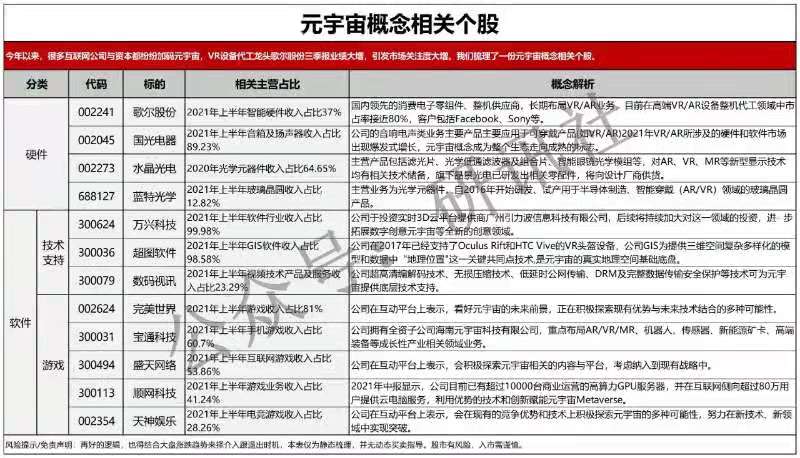 元宇宙概念相关个股
今年以来，很多互联网公司与资本都纷纷加码元宇宙，VR设备代工龙头歌尔股份三季报业绩大增，引发市场关注度大增。我们梳理了一份元宇宙概念相关个股。
分类 代码 标的 相关主营占比 概念解析
硬件
002241 歌尔股份 2021年上半年智能硬件收入占比37%
国内领先的消费电子零组件、整机供应商，长期布局VR/AR业务，目前在高端VR/AR设备整机代工领域中市
占率接近80%，客户包括Facebook、Sony等。
002045 国光电器
2021年上半年音箱及扬声器收入占比
89.23%
公司的音响电声类业务主要产品主要应用于穿戴产品(如VR/AR)2021年VR/AR所涉及的硬件和软件市场
出现爆发式增长，元宇宙概念成为整个生态走向成熟的标志。
002273 水晶光电 2020年光学元器件收入占比64.65%
主营产品包括滤光片、光学低通滤波器及组合片、智能眼镜光学模组等，对AR、VR、MR等新型显示技术
均有相关技术储备，旗下晶景光电已研发出相关零配件，将向设计厂商供货。
688127 蓝特光学
2021年上半年玻璃晶圆收入占比
12.82%
主营业务为光学元器件，自2016年开始研发、试产用于半导体制造、智能穿戴（AR/VR）领域的玻璃晶圆
产品。
软件
技术
支持
300624 万兴科技
2021年上半年软件行业收入占比
99.98%
公司于投资实时3D云平台提供商广州引力波信息科技有限公司，后续将持续加大对这一领域的投资，进一步
拓展数字创意元宇宙等全新的创意领域。
300036 超图软件
2021年上半年GIS软件收入占比
98.58%
公司在2017年已经支持了Oculus Rift和HTC Vive的VR头盔设备，公司GIS为提供三维空间复杂多样化的模
型和数据中“地理位置”这一关键共同点技术,是元宇宙的真实地理空间基础底盘。
300079 数码视讯
2021年上半年视频技术产品及服务收
入占比23.29%
公司超高清编解码技术、无损压缩技术、低延时公网传输、DRM及完整数据传输安全保护等技术可为元宇
宙提供底层技术支持。
游戏
002624 完美世界 2021年上半年游戏收入占比81%
公司在互动平台上表示，看好元宇宙的未来前景，正在积极探索现有优势与未来技术结合的多种可能性。
300031 宝通科技
2021年上半年手机游戏收入占比
60.7%
公司拥有全资子公司海南元宇宙科技有限公司，重点布局AR/VR/MR、机器人、传感器、新能源矿卡、高端
装备等成长性产业相关领域业务。
300494 盛天网络
2021年上半年互联网游戏收入占比
53.86%
公司在互动平台上表示，会积极探索元宇宙相关的内容与平台，考虑纳入到现有战略中。
300113 顺网科技
2021年上半年游戏业务收入占比
41.24%
2021年中报显示，公司目前已有超过10000台商业运营的高算力GPU服务器，并在互联网侧向超过80万用
户提供云电脑服务，利用优势的技术和创新赋能元宇宙Metaverse。
002354 天神娱乐
2021年上半年电竞游戏收入占比
28.26%
公司在互动平台上表示，会在现有的竞争优势和技术上积极探索元宇宙的多种可能性，努力在新技术、新领
域中实现突破。
风险提示/免责声明：再好的逻辑，也得结合大盘涨跌趋势来择介入跟退出时机，本表仅为静态梳理，并无动态买卖指导。股市有风险，入市需谨慎。
公众号：研讯社